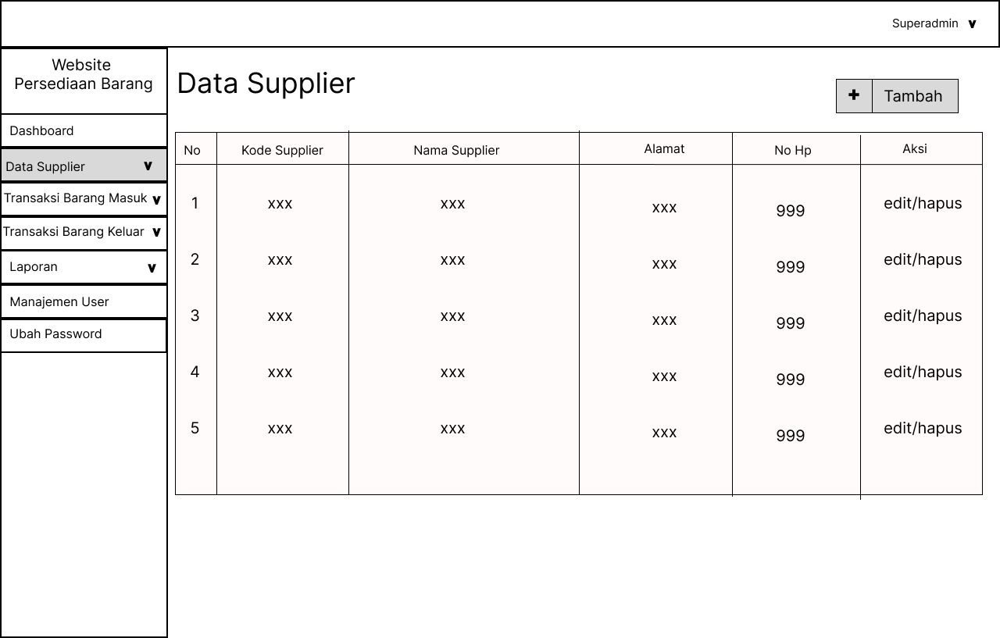 Superadmin v
Website
Persediaan Barang
Dashboard
Data Supplier v
Transaksi Barang Masuk v
Transaksi Barang Keluar v
Laporan v
Manajemen User
Ubah Password
Data Supplier
+ Tambah
No Kode Supplier Nama Supplier Alamat No Hp Aksi
1 xxx xxx xxx 999 edit/hapus
2 xxx xxx xxx 999 edit/hapus
3 xxx xxx xxx 999 edit/hapus
4 xxx xxx xxx 999 edit/hapus
5 xxx xxx xxx 999 edit/hapus